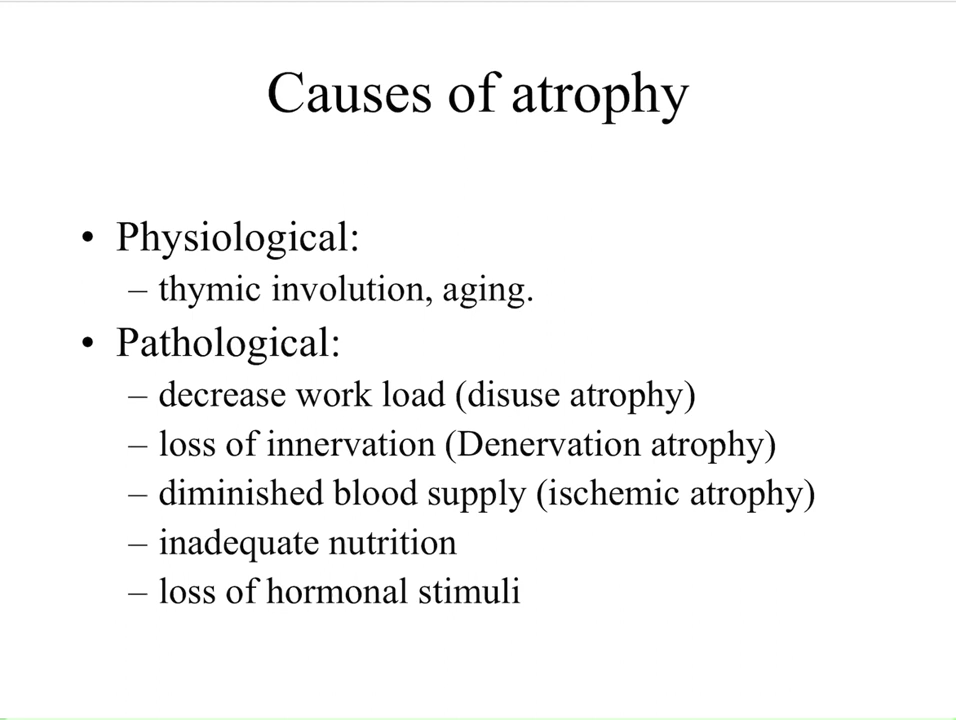 Causes of atrophy
• Physiological:
– thymic involution, aging.
• Pathological:
– decrease work load (disuse atrophy)
– loss of innervation (Denervation atrophy)
– diminished blood supply (ischemic atrophy)
– inadequate nutrition
– loss of hormonal stimuli